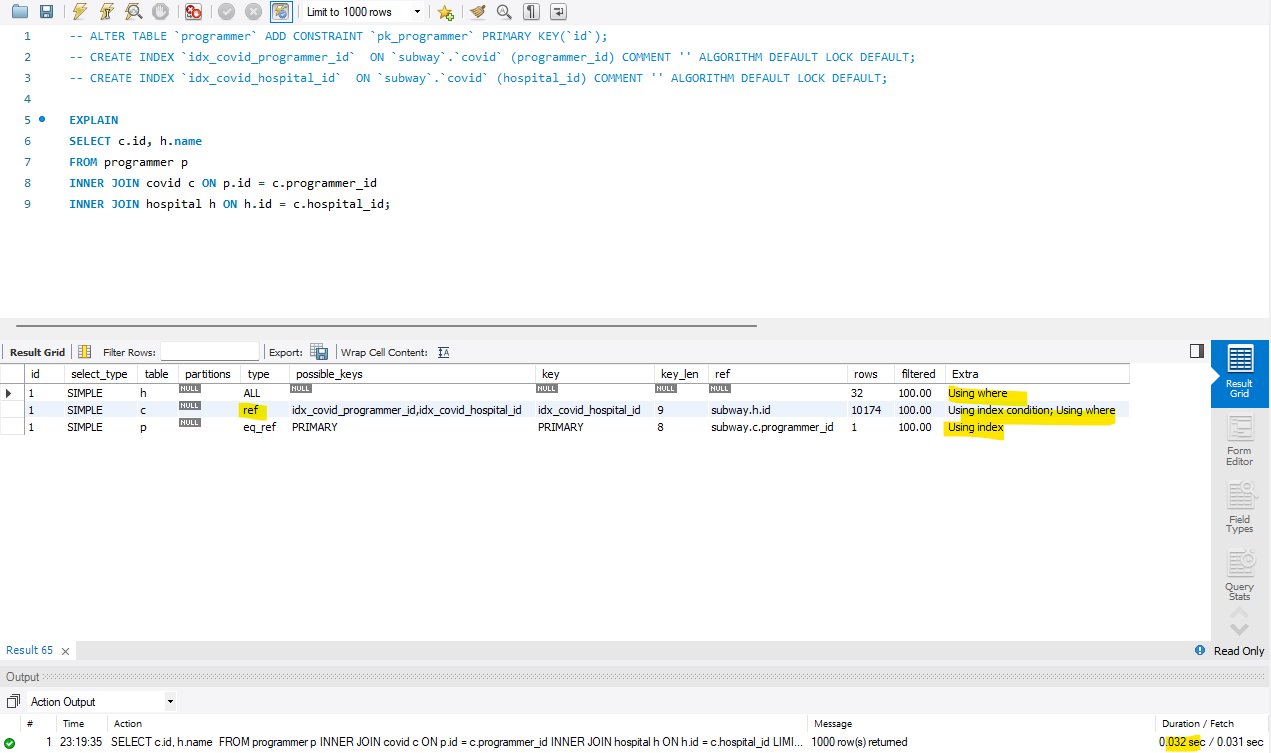 Limit to 1000 rows
1 -- ALTER TABLE `programmer` ADD CONSTRAINT `pk_programmer` PRIMARY KEY(`id`);
2 -- CREATE INDEX `idx_covid_programmer_id`  ON `subway`.`covid` (programmer_id) COMMENT '' ALGORITHM DEFAULT LOCK DEFAULT;
3 -- CREATE INDEX `idx_covid_hospital_id`  ON `subway`.`covid` (hospital_id) COMMENT '' ALGORITHM DEFAULT LOCK DEFAULT;
4
5 EXPLAIN
6 SELECT c.id, h.name
7 FROM programmer p
8 INNER JOIN covid c ON p.id = c.programmer_id
9 INNER JOIN hospital h ON h.id = c.hospital_id;
Result Grid Filter Rows: Export: Wrap Cell Content: IA
id select_type table partitions type possible_keys key key_len ref rows filtered Extra
1 SIMPLE h NULL ALL NULL NULL NULL NULL 32 100.00 Using where
1 SIMPLE c NULL ref idx_covid_programmer_id,idx_covid_hospital_id idx_covid_hospital_id 9 subway.h.id 10174 100.00 Using index condition; Using where
1 SIMPLE p NULL eq_ref PRIMARY PRIMARY 8 subway.c.programmer_id 1 100.00 Using index
Result Grid
Form Editor
Field Types
Query Stats
Result 65 Read Only
Output
Action Output
# Time Action Message Duration / Fetch
1 23:19:35 SELECT c.id, h.name  FROM programmer p INNER JOIN covid c ON p.id = c.programmer_id INNER JOIN hospital h ON h.id = c.hospital_id LIMI... 1000 row(s) returned 0.032 sec / 0.031 sec